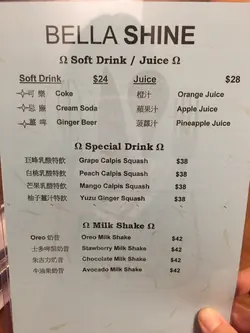 BELLA SHINE
Ω Soft Drink / Juice Ω
Soft Drink $24 Juice $28
可樂 Coke 橙汁 Orange Juice
忌廉 Cream Soda 蘋果汁 Apple Juice
薑啤 Ginger Beer 菠蘿汁 Pineapple Juice
Ω Special Drink Ω
巨峰乳酸特飲 Grape Calpis Squash $38
白桃乳酸特飲 Peach Calpis Squash $38
芒果乳酸特飲 Mango Calpis Squash $38
柚子薑汁特飲 Yuzu Ginger Squash $38
Ω Milk Shake Ω
Oreo 奶昔 Oreo Milk Shake $42
士多啤梨奶昔 Stawberry Milk Shake $42
朱古力奶昔 Chocolate Milk Shake $42
牛油果奶昔 Avocado Milk Shake $42